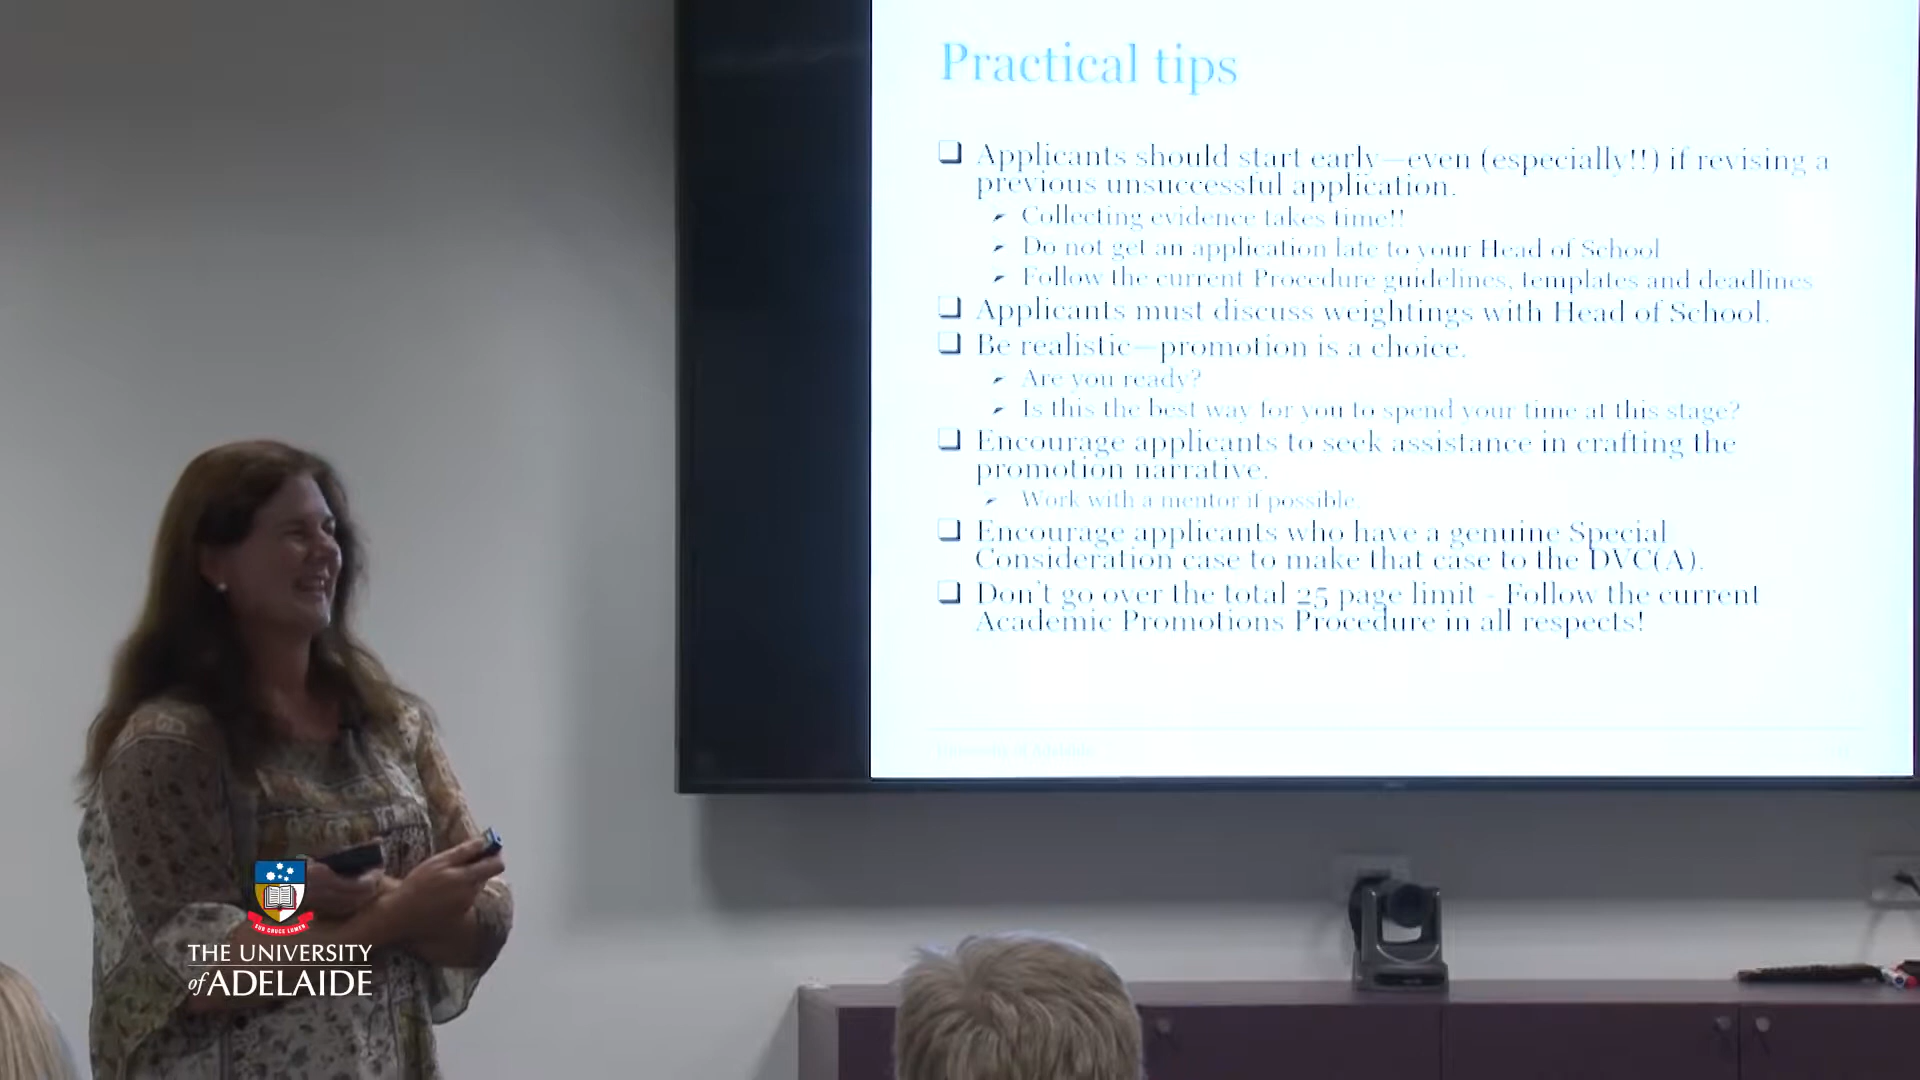 Practical tips
Applicants should start early—even (especially!!) if revising a
previous unsuccessful application.
Collecting evidence takes time!!
Do not get an application late to your Head of School
Follow the current Procedure guidelines, templates and deadlines
Applicants must discuss weightings with Head of School.
Be realistic—promotion is a choice.
Are you ready?
Is this the best way for you to spend your time at this stage?
Encourage applicants to seek assistance in crafting the
promotion narrative.
Work with a mentor if possible.
Encourage applicants who have a genuine Special
Consideration case to make that case to the DVC(A).
Don't go over the total 25 page limit - Follow the current
Academic Promotions Procedure in all respects!
University of Adelaide
SUB CRUCE LUMEN
THE UNIVERSITY
of ADELAIDE